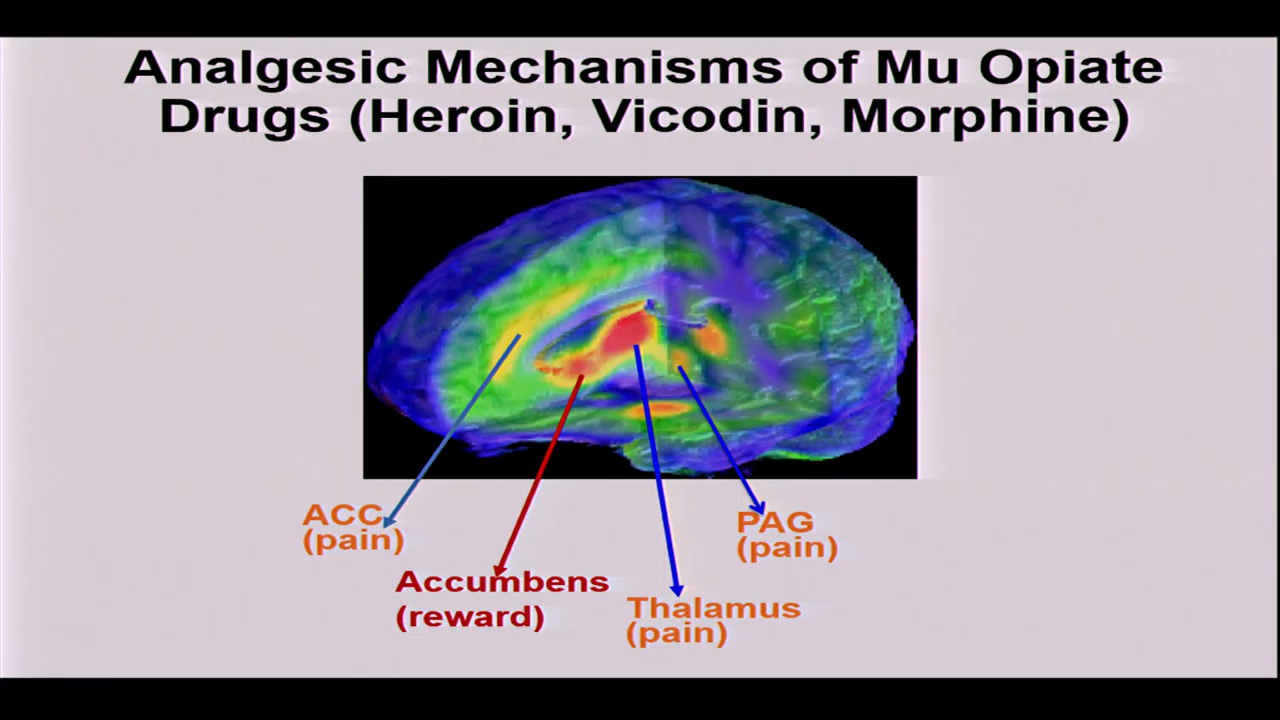 Analgesic Mechanisms of Mu Opiate
Drugs (Heroin, Vicodin, Morphine)
ACC
(pain)
Accumbens
(reward)
Thalamus
(pain)
PAG
(pain)